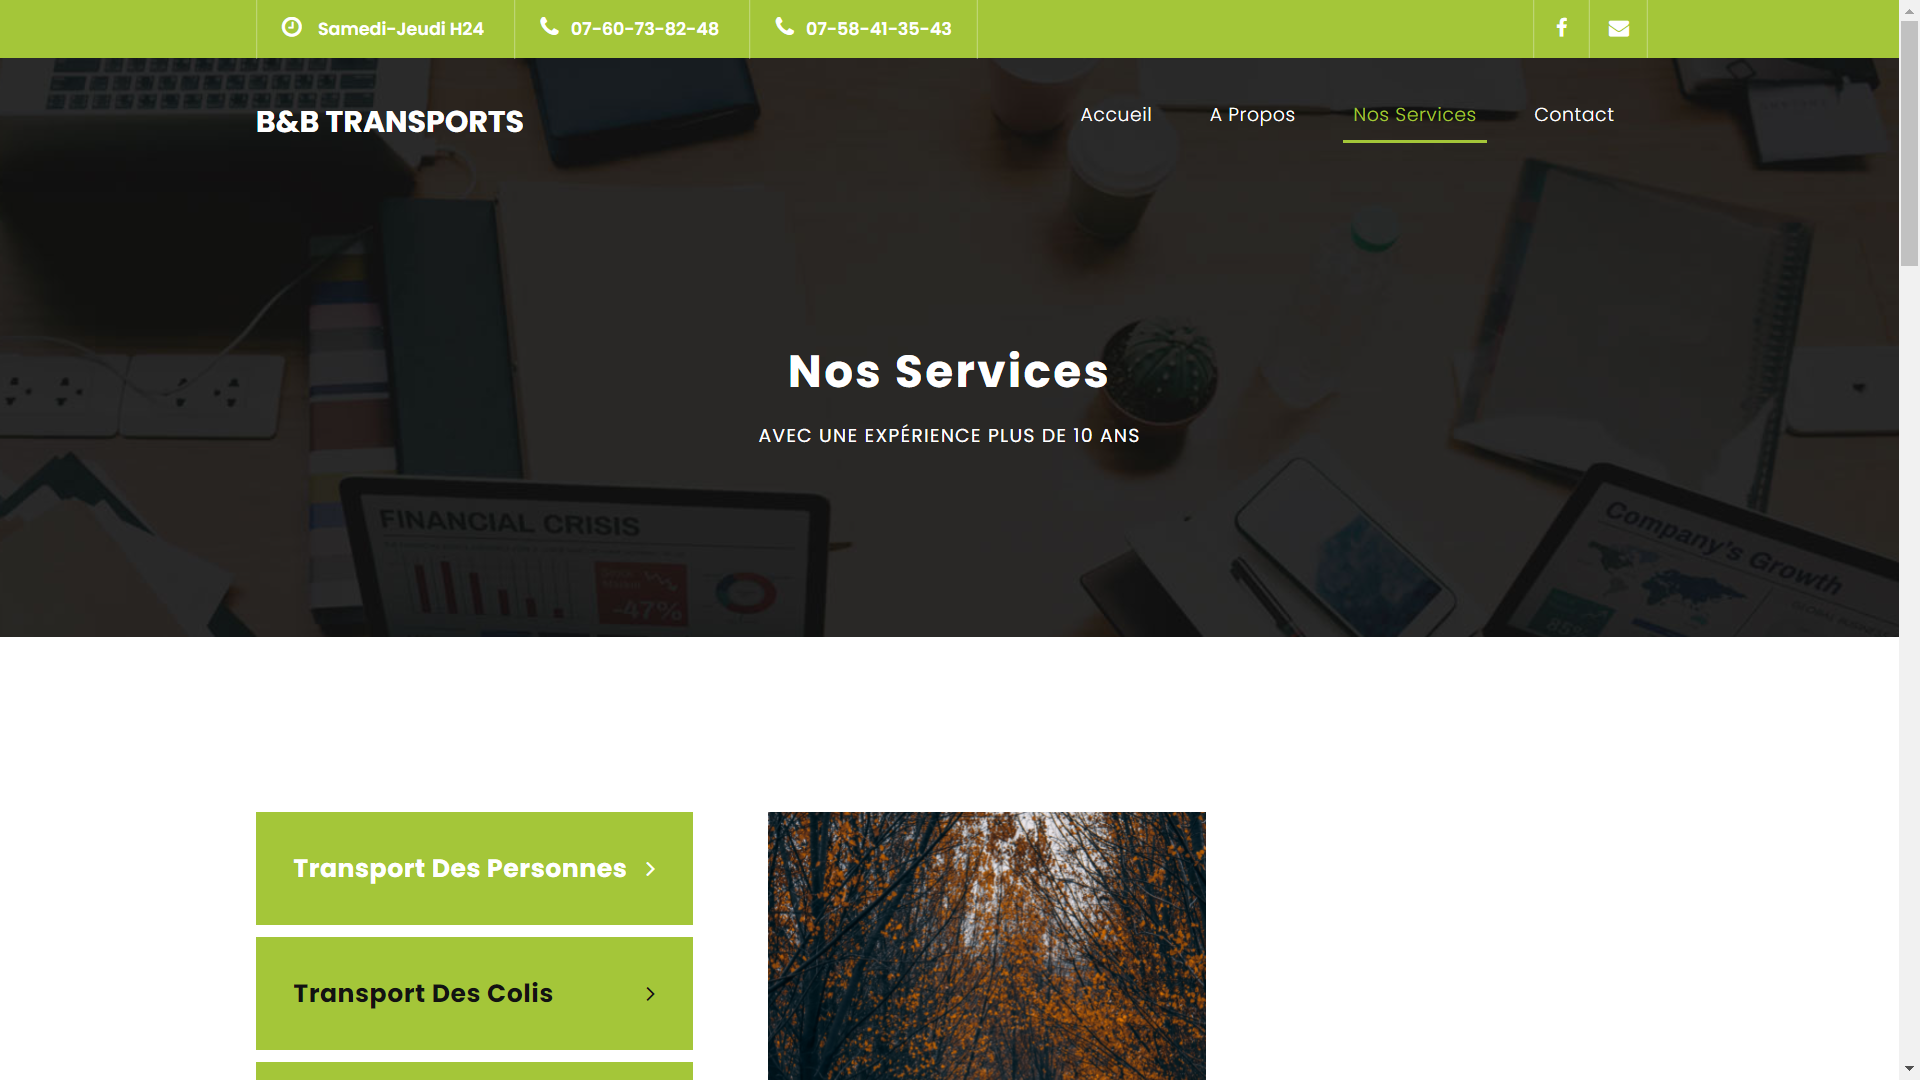 Samedi-Jeudi H24
07-60-73-82-48
07-58-41-35-43
B&B TRANSPORTS
Accueil
A Propos
Nos Services
Contact
Nos Services
AVEC UNE EXPÉRIENCE PLUS DE 10 ANS
FINANCIAL CRISIS
-47%
Company's Growth
85%
Transport Des Personnes
Transport Des Colis